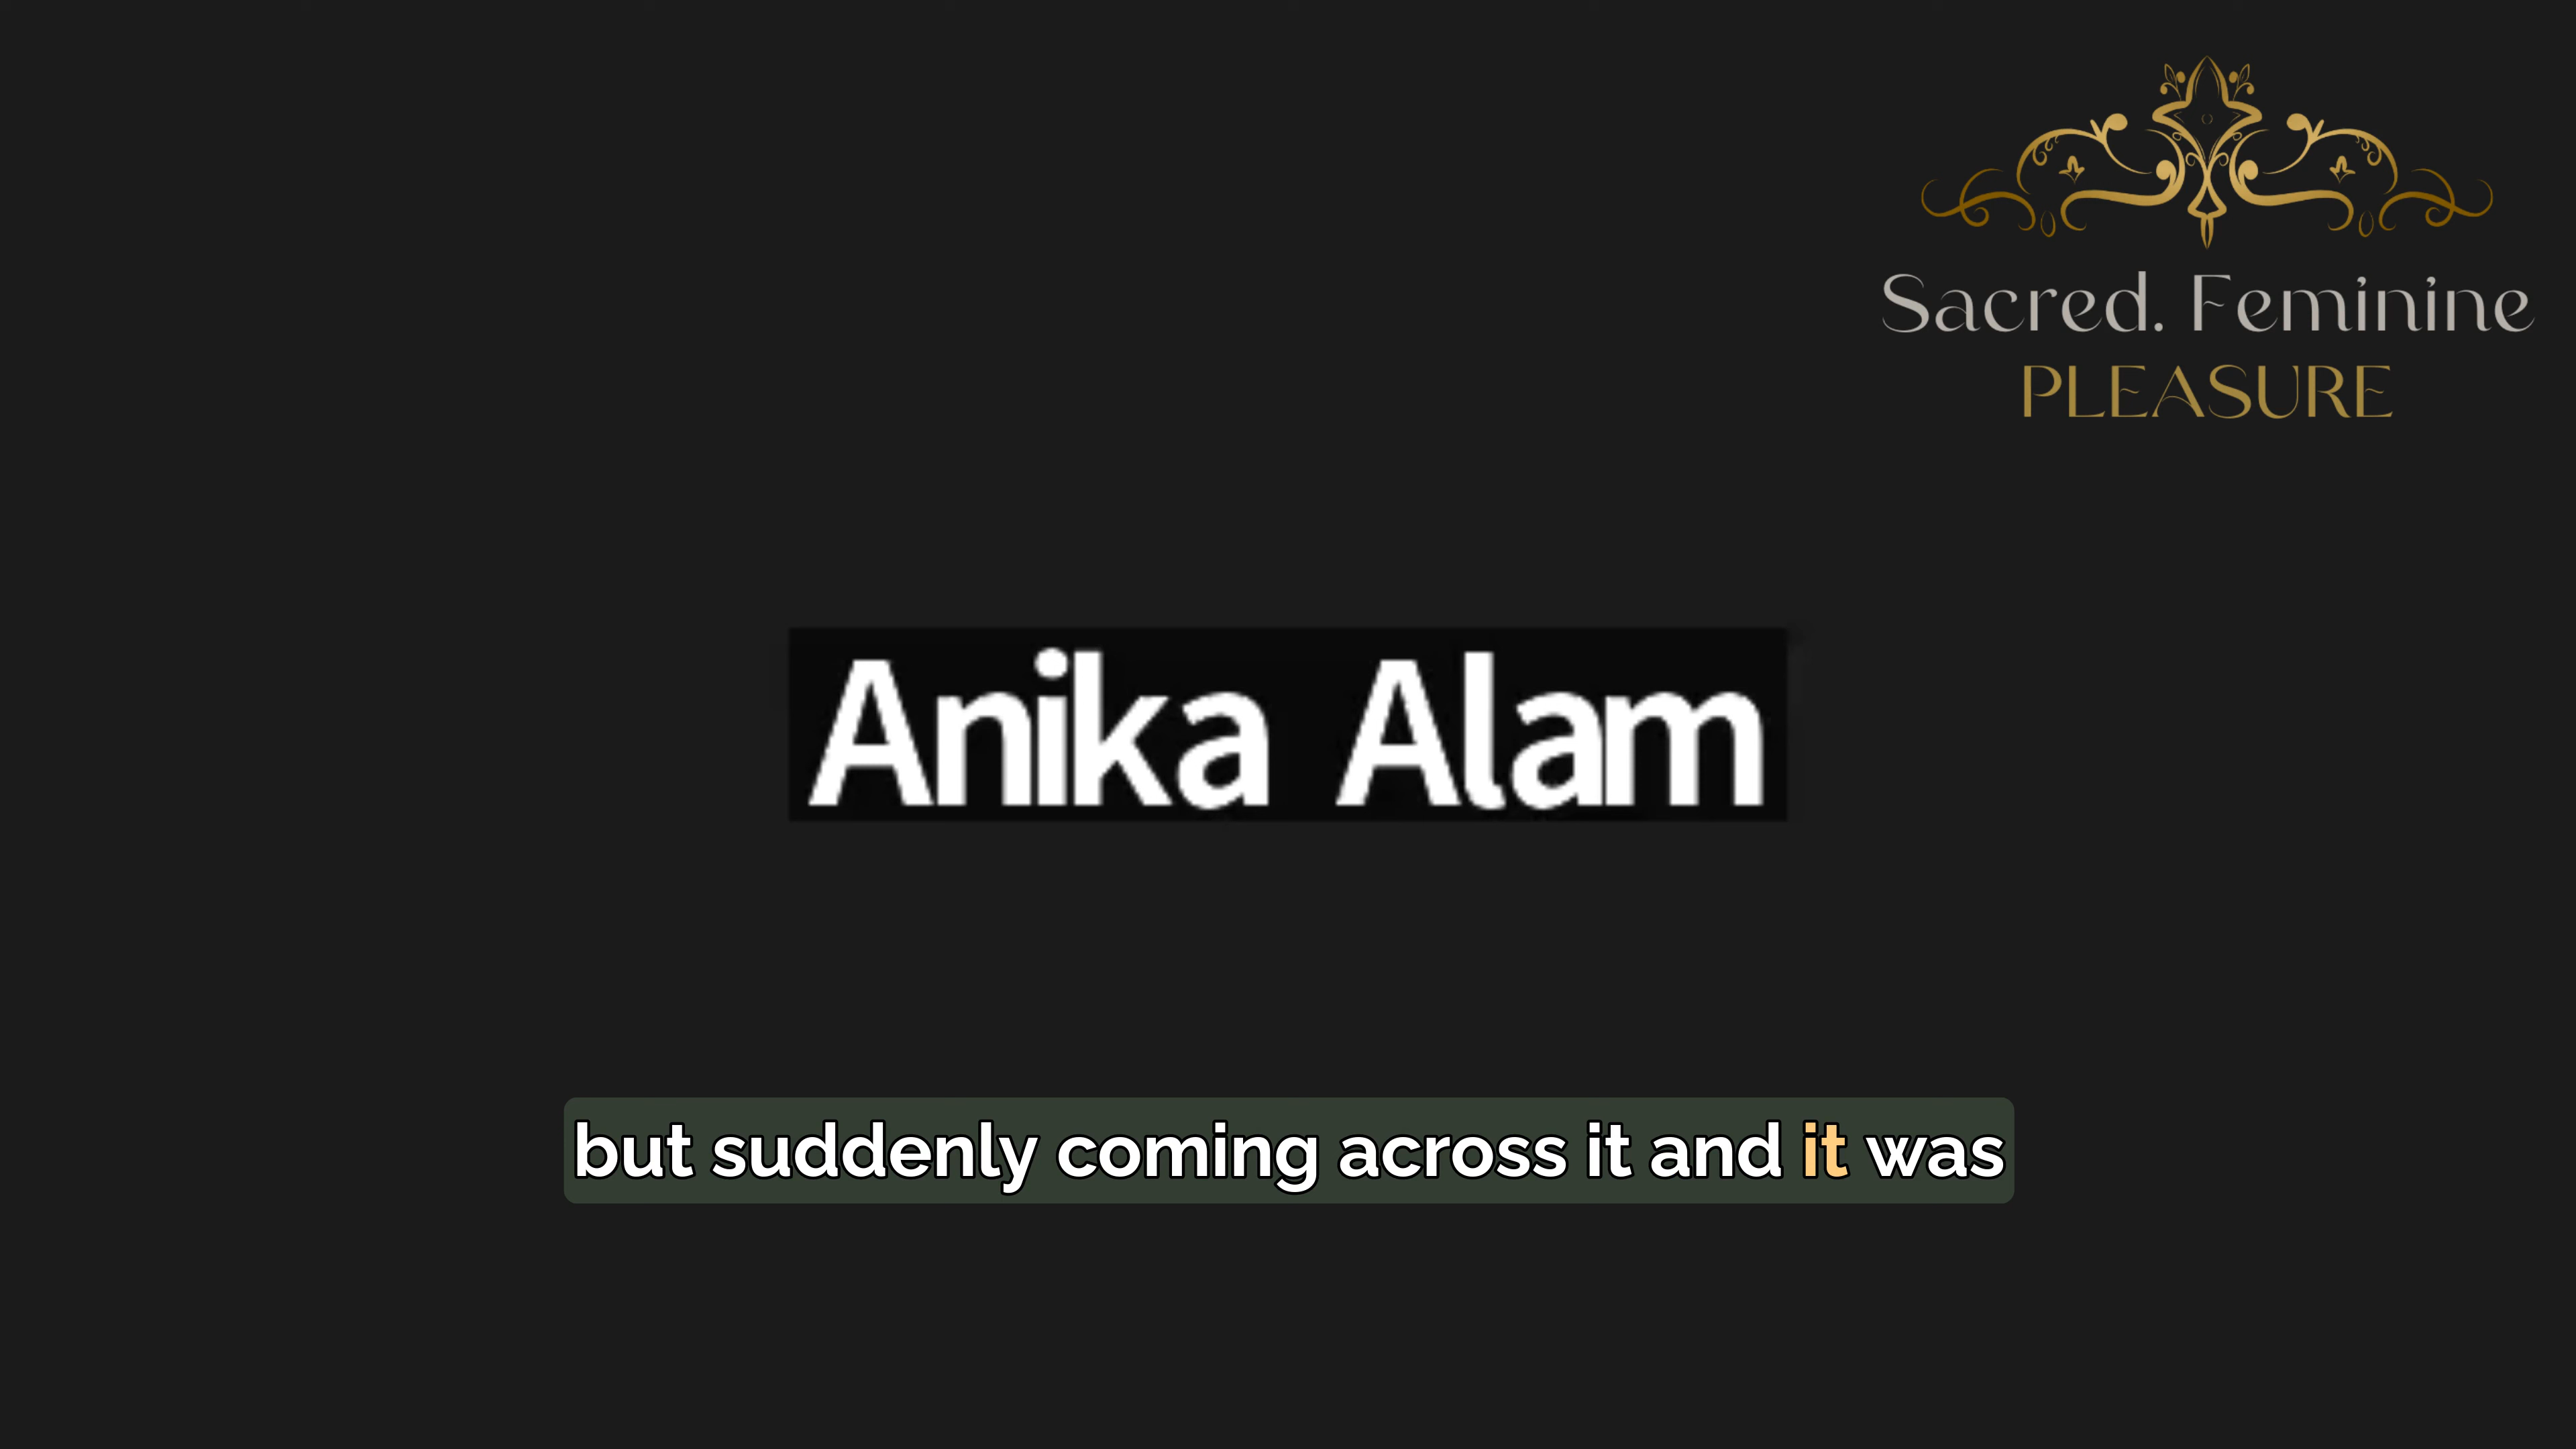 Sacred. Feminine
PLEASURE
Anika Alam
but suddenly coming across it and it was